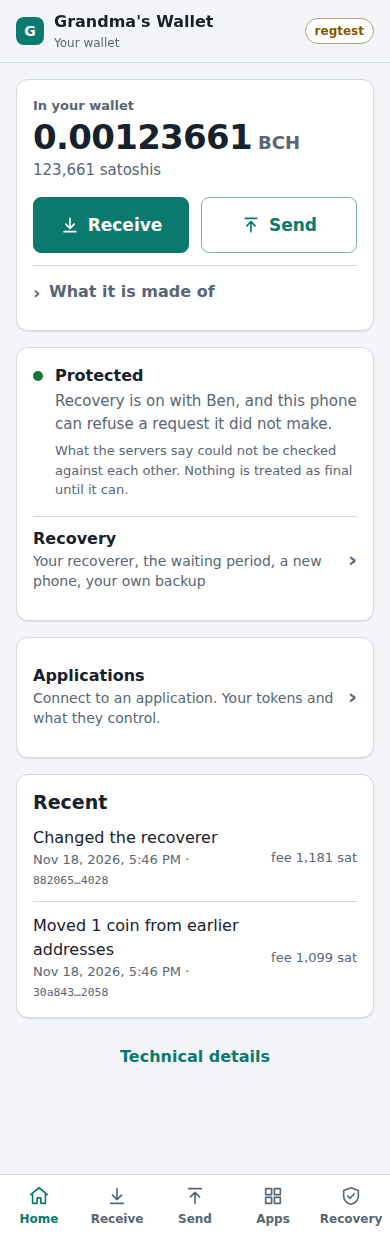 G
Grandma's Wallet
Your wallet
regtest
In your wallet
0.00123661 BCH
123,661 satoshis
Receive
Send
› What it is made of
Protected
Recovery is on with Ben, and this phone
can refuse a request it did not make.
What the servers say could not be checked
against each other. Nothing is treated as final
until it can.
Recovery
Your recoverer, the waiting period, a new
phone, your own backup
›
Applications
Connect to an application. Your tokens and
what they control.
›
Recent
Changed the recoverer
Nov 18, 2026, 5:46 PM ·
882065…4028
fee 1,181 sat
Moved 1 coin from earlier
addresses
Nov 18, 2026, 5:46 PM ·
30a843…2058
fee 1,099 sat
Technical details
Home
Receive
Send
Apps
Recovery